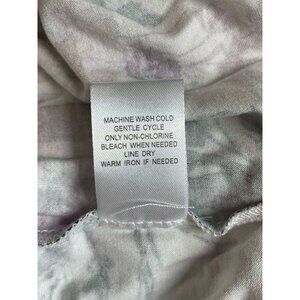 MACHINE WASH COLD
GENTLE CYCLE
ONLY NON-CHLORINE
BLEACH WHEN NEEDED
LINE DRY
WARM IRON IF NEEDED